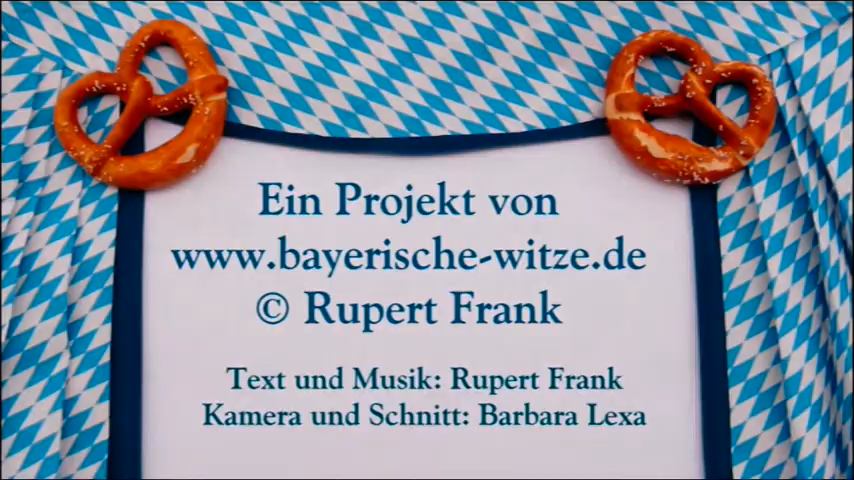 Ein Projekt von
www.bayerische-witze.de
© Rupert Frank
Text und Musik: Rupert Frank
Kamera und Schnitt: Barbara Lexa